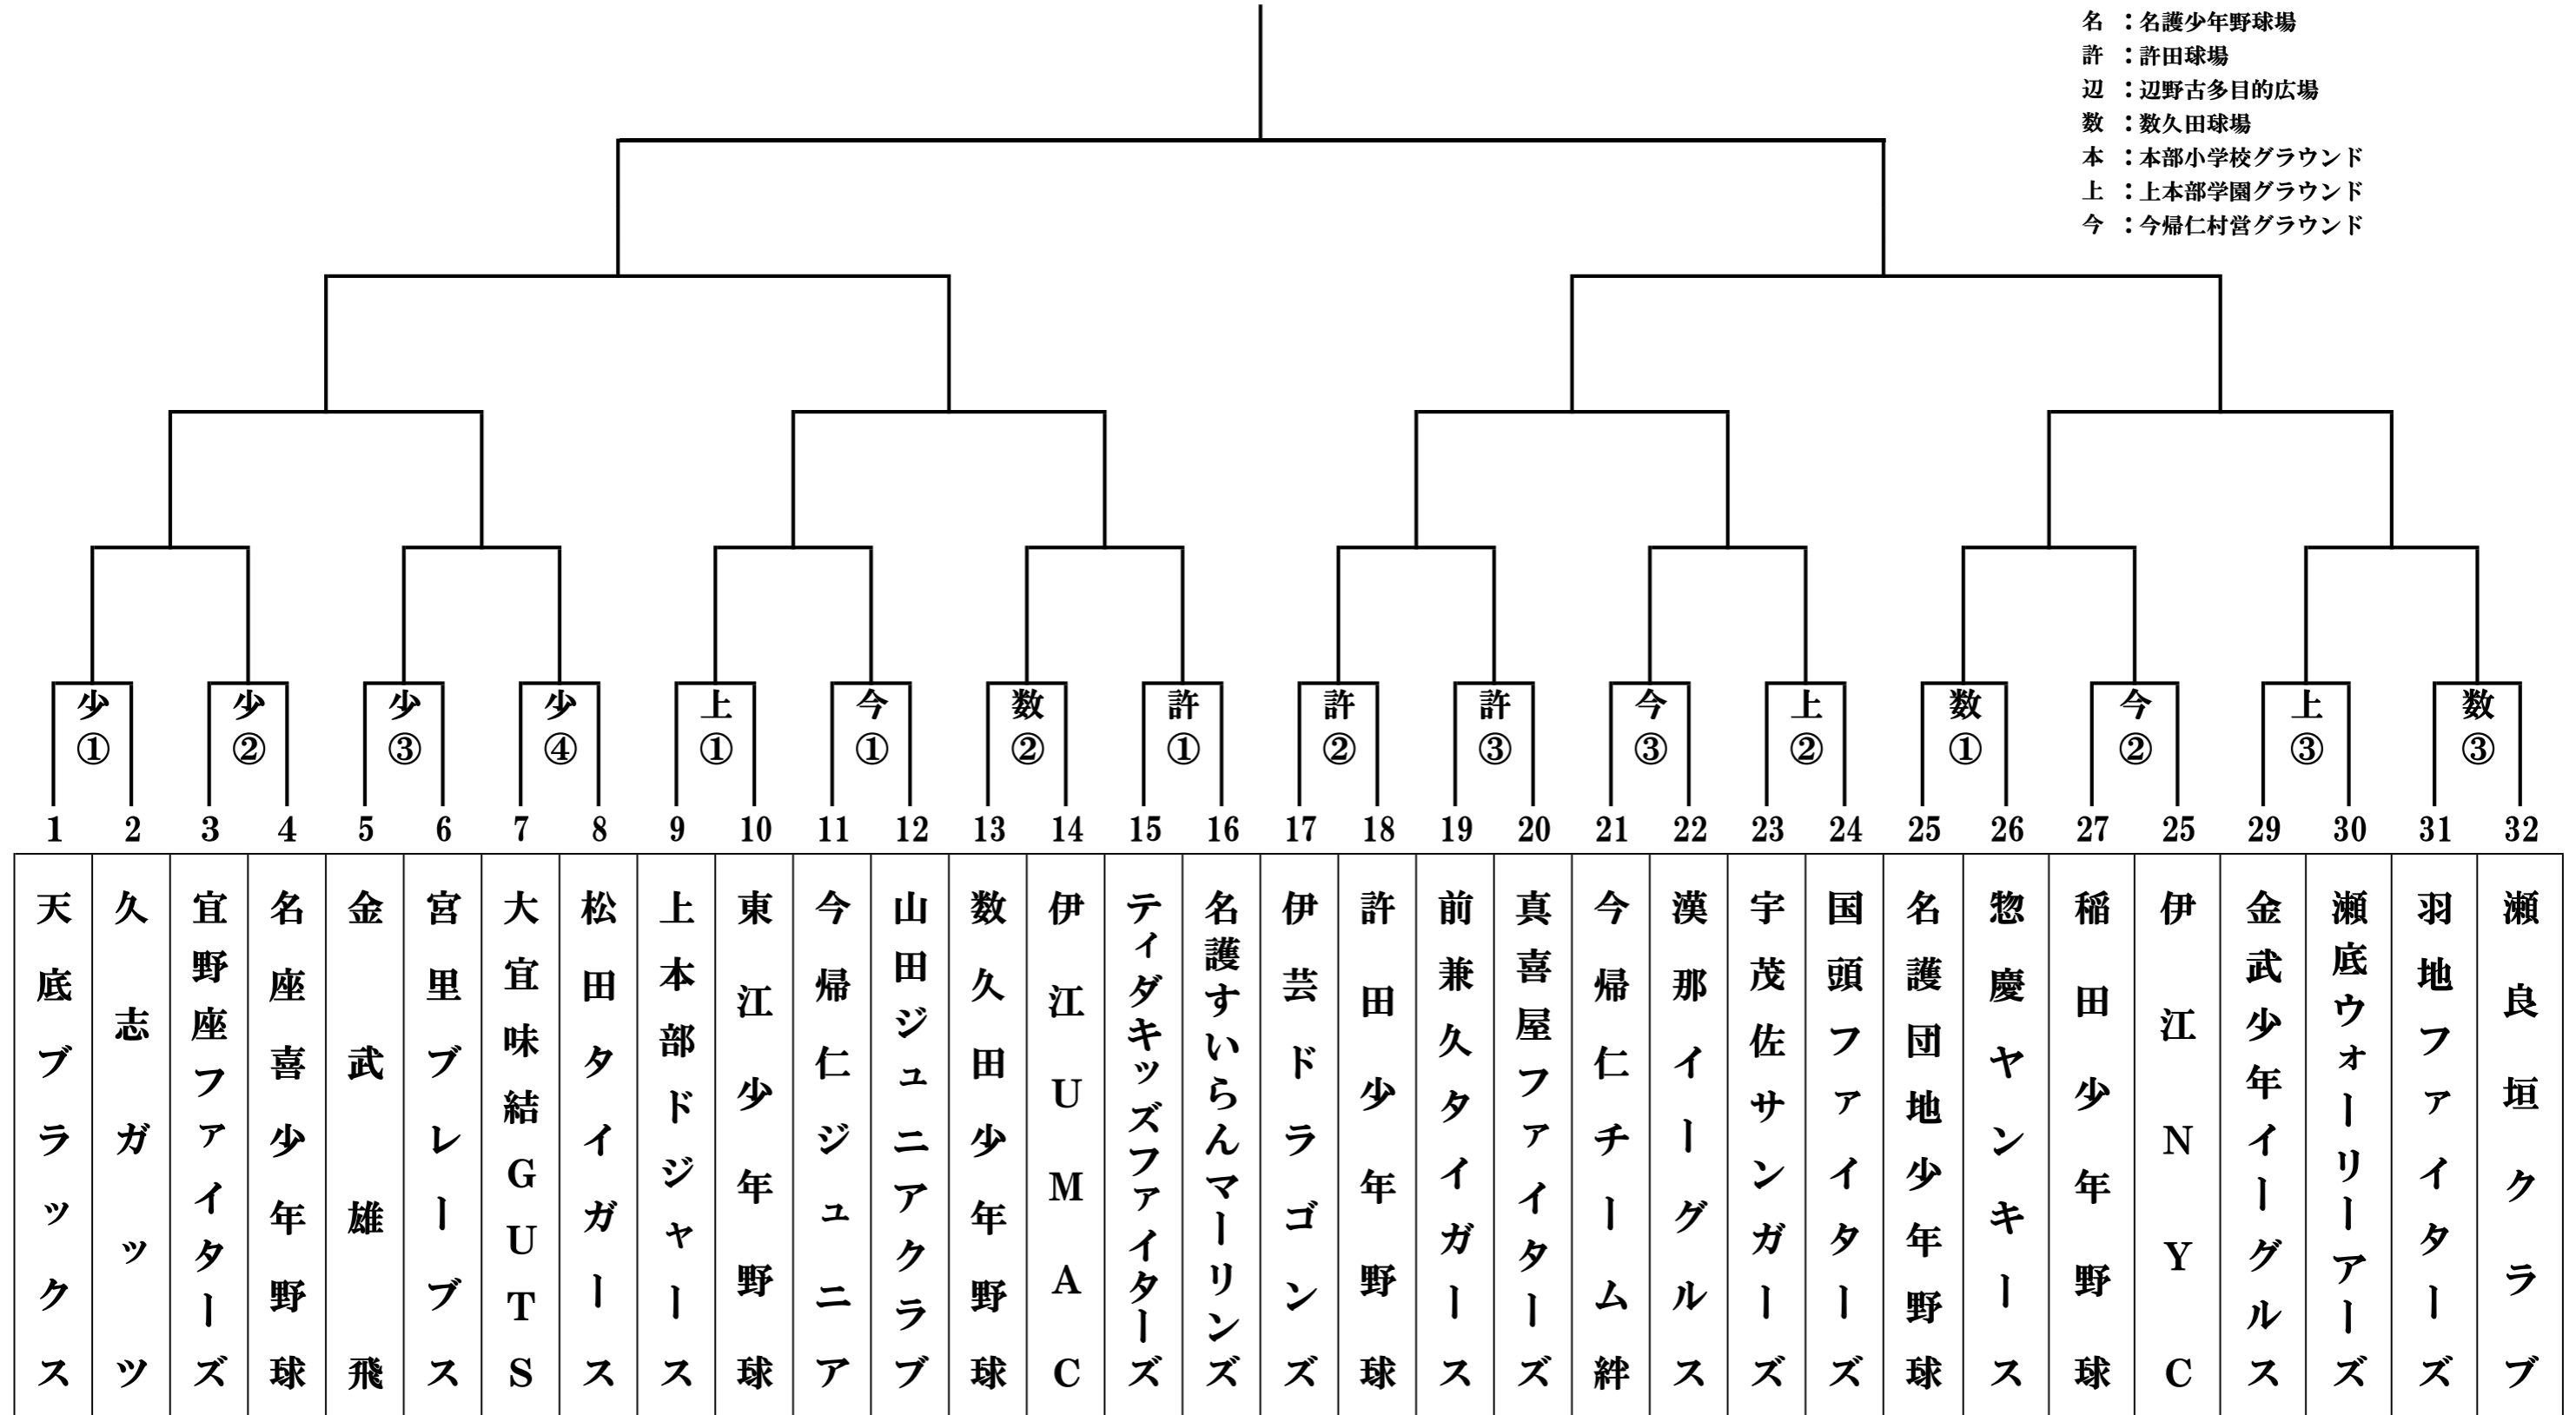 名 ：名護少年野球場
許 ：許田球場
辺 ：辺野古多目的広場
数 ：数久田球場
本 ：本部小学校グラウンド
上 ：上本部学園グラウンド
今 ：今帰仁村営グラウンド
少①
少②
少③
少④
上①
今①
数②
許①
許②
許③
今③
上②
数①
今②
上③
数③
1 2 3 4 5 6 7 8 9 10 11 12 13 14 15 16 17 18 19 20 21 22 23 24 25 26 27 25 29 30 31 32
天底ブラックス
久志ガッツ
宜野座ファイターズ
名座喜少年野球
金武雄飛
宮里ブレーブス
大宜味結GUTS
松田タイガース
上本部ドジャース
東江少年野球
今帰仁ジュニア
山田ジュニアクラブ
数久田少年野球
伊江UMAC
ティダキッズファイターズ
名護すいらんマーリンズ
伊芸ドラゴンズ
許田少年野球
前兼久タイガース
真喜屋ファイターズ
今帰仁チーム絆
漢那イーグルス
宇茂佐サンガーズ
国頭ファイターズ
名護団地少年野球
惣慶ヤンキース
稲田少年野球
伊江NYC
金武少年イーグルス
瀬底ウォーリーアーズ
羽地ファイターズ
瀬良垣クラブ